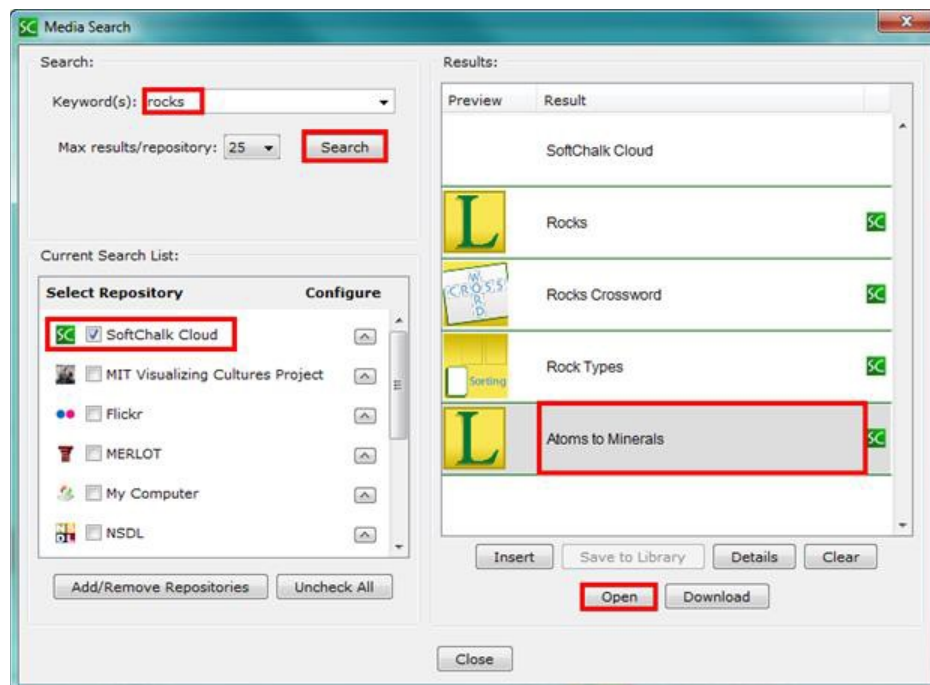 SC Media Search
Search:
Keyword(s): rocks
Max results/repository: 25 Search
Current Search List:
Select Repository Configure
SC SoftChalk Cloud
MIT Visualizing Cultures Project
Flickr
MERLOT
My Computer
NSDL
Add/Remove Repositories Uncheck All
Results:
Preview Result
SoftChalk Cloud
L Rocks SC
CROSS WORD Rocks Crossword SC
Sorting Rock Types SC
L Atoms to Minerals SC
Insert Save to Library Details Clear
Open Download
Close